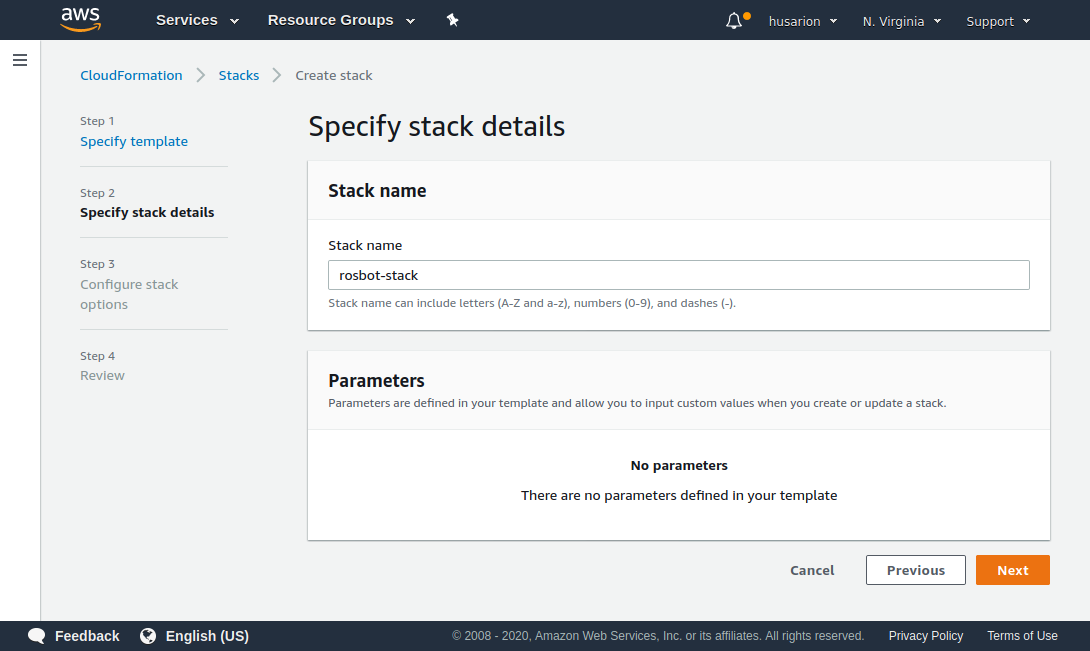 aws Services Resource Groups husarion N. Virginia Support
CloudFormation Stacks Create stack
Step 1
Specify template
Step 2
Specify stack details
Step 3
Configure stack
options
Step 4
Review
Specify stack details
Stack name
Stack name
rosbot-stack
Stack name can include letters (A-Z and a-z), numbers (0-9), and dashes (-).
Parameters
Parameters are defined in your template and allow you to input custom values when you create or update a stack.
No parameters
There are no parameters defined in your template
Cancel Previous Next
Feedback English (US) © 2008 - 2020, Amazon Web Services, Inc. or its affiliates. All rights reserved. Privacy Policy Terms of Use